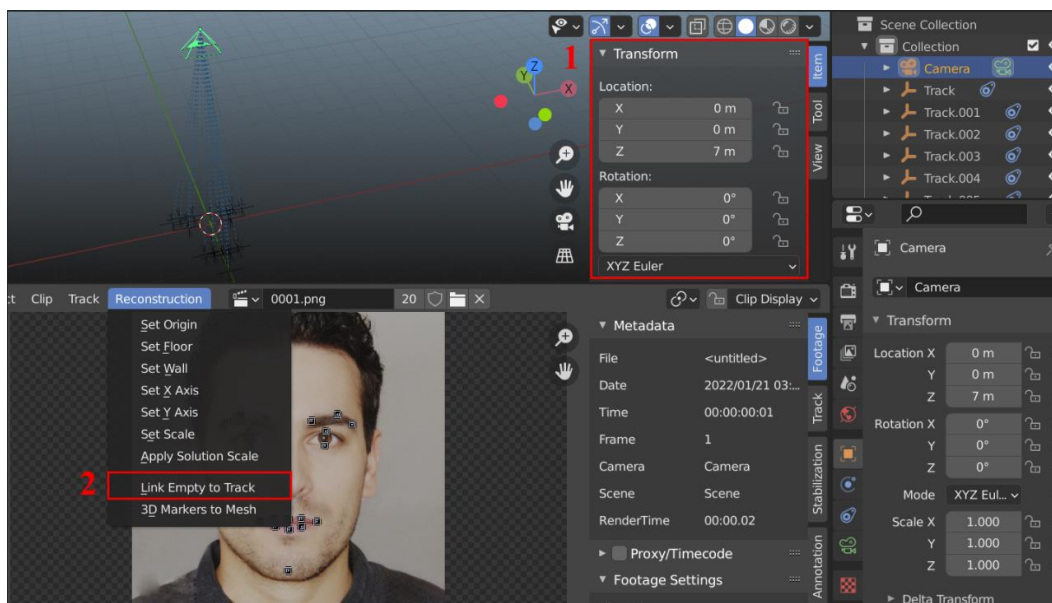 1
Transform
Location:
X 0 m
Y 0 m
Z 7 m
Rotation:
X 0°
Y 0°
Z 0°
XYZ Euler
Item
Tool
View
Z
Y
X
Scene Collection
Collection
Camera
Track
Track.001
Track.002
Track.003
Track.004
Camera
Camera
Transform
Location X 0 m
Y 0 m
Z 7 m
Rotation X 0°
Y 0°
Z 0°
Mode XYZ Eul...
Scale X 1.000
Y 1.000
Z 1.000
Delta Transform
Clip Track Reconstruction 0001.png 20 Clip Display
Set Origin
Set Floor
Set Wall
Set X Axis
Set Y Axis
Set Scale
Apply Solution Scale
2 Link Empty to Track
3D Markers to Mesh
Metadata
File <untitled>
Date 2022/01/21 03:...
Time 00:00:00:01
Frame 1
Camera Camera
Scene Scene
RenderTime 00:00.02
Proxy/Timecode
Footage Settings
Footage
Track
Stabilization
Annotation